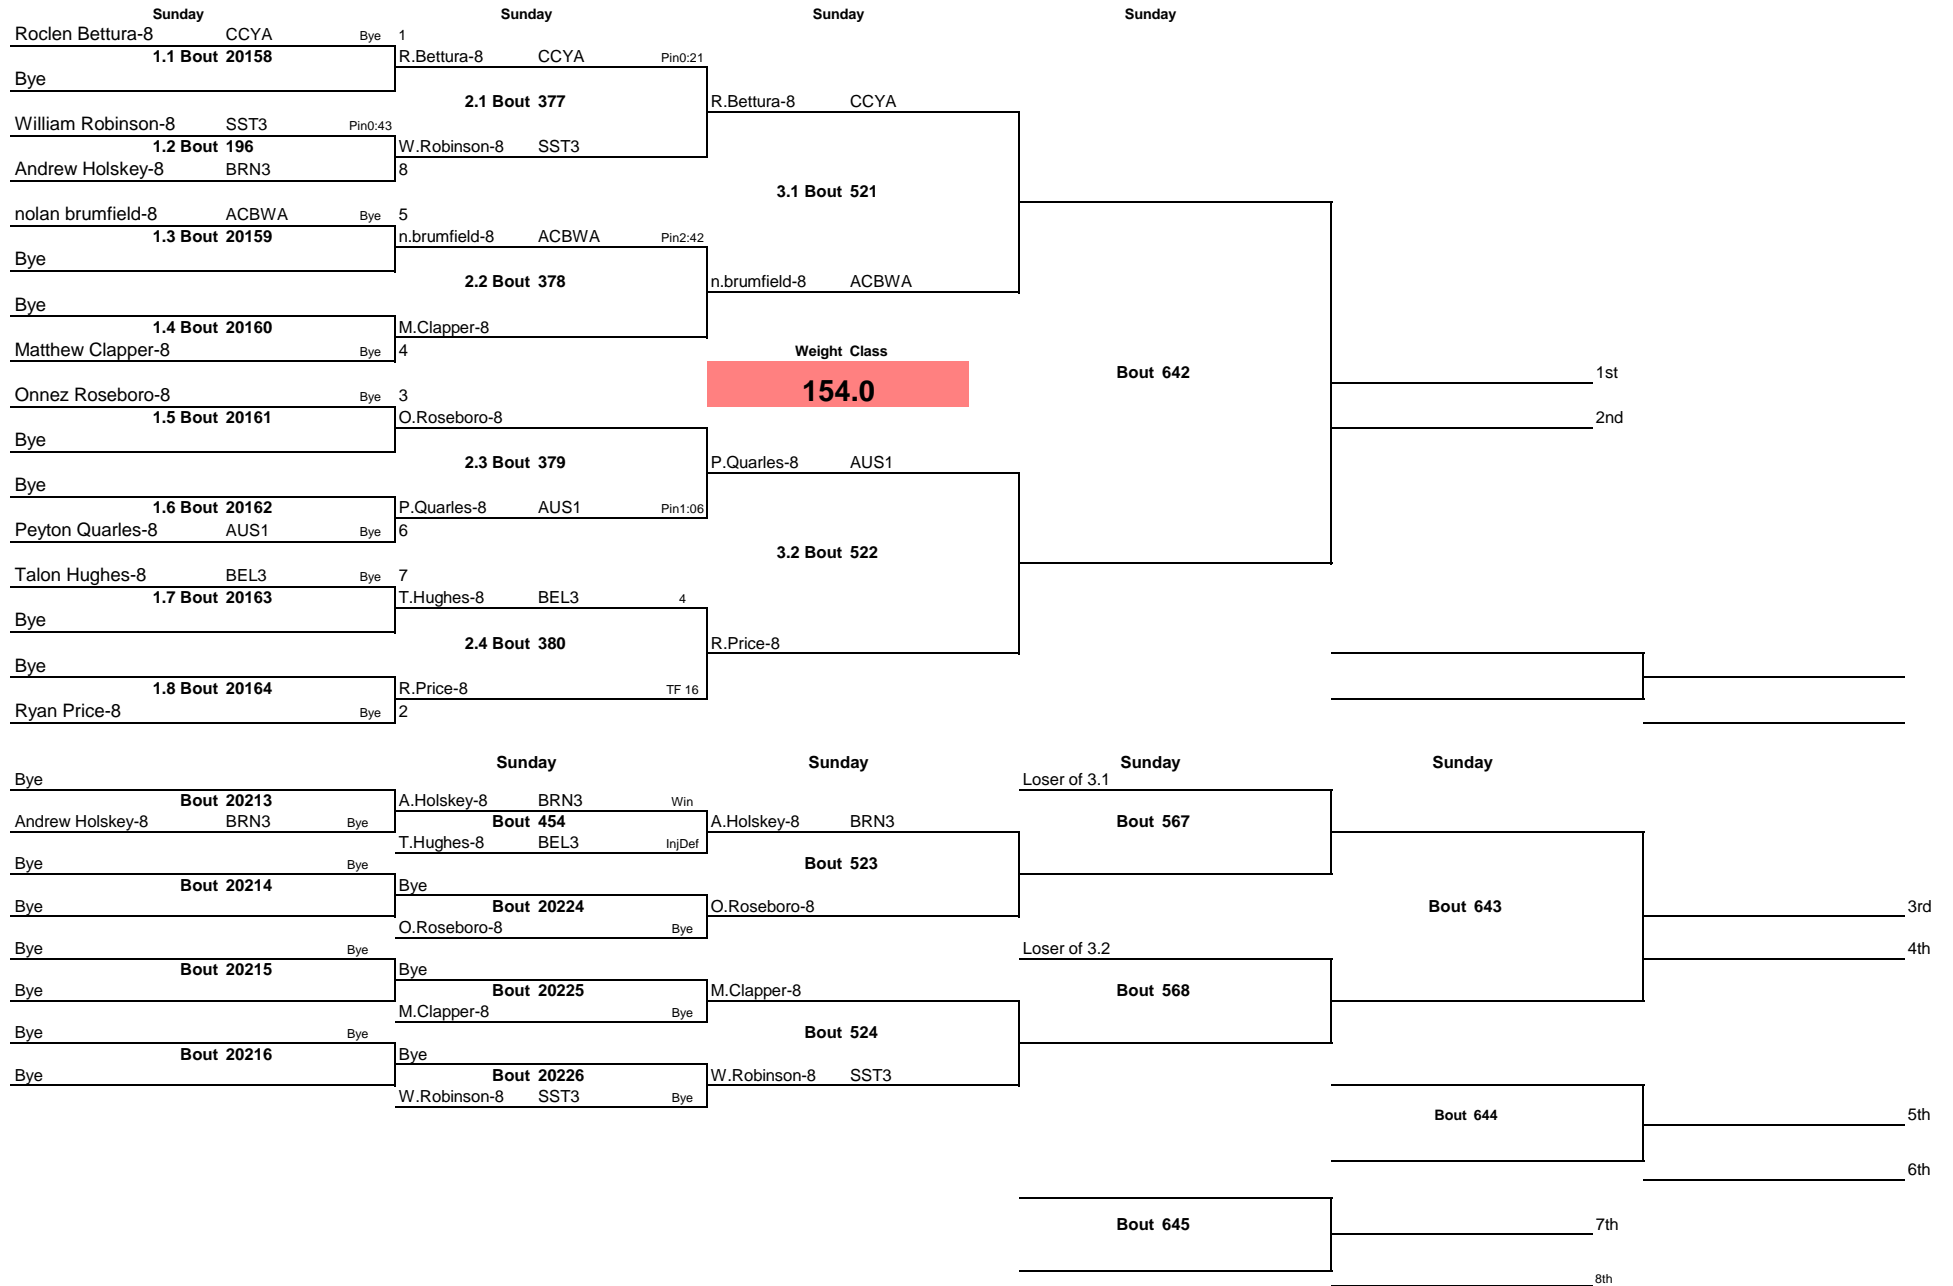 Sunday Sunday Sunday Sunday
Roclen Bettura-8 CCYA Bye 1
1.1 Bout 20158 R.Bettura-8 CCYA Pin0:21
Bye
2.1 Bout 377 R.Bettura-8 CCYA
William Robinson-8 SST3 Pin0:43
1.2 Bout 196 W.Robinson-8 SST3
Andrew Holskey-8 BRN3 8
3.1 Bout 521
nolan brumfield-8 ACBWA Bye 5
1.3 Bout 20159 n.brumfield-8 ACBWA Pin2:42
Bye
2.2 Bout 378 n.brumfield-8 ACBWA
Bye
1.4 Bout 20160 M.Clapper-8
Matthew Clapper-8 Bye 4 Weight Class
Bout 642 1st
Onnez Roseboro-8 Bye 3 154.0
1.5 Bout 20161 O.Roseboro-8 2nd
Bye
2.3 Bout 379 P.Quarles-8 AUS1
Bye
1.6 Bout 20162 P.Quarles-8 AUS1 Pin1:06
Peyton Quarles-8 AUS1 Bye 6
3.2 Bout 522
Talon Hughes-8 BEL3 Bye 7
1.7 Bout 20163 T.Hughes-8 BEL3 4
Bye
2.4 Bout 380 R.Price-8
Bye
1.8 Bout 20164 R.Price-8 TF 16
Ryan Price-8 Bye 2
Sunday Sunday Sunday Sunday
Bye Loser of 3.1
Bout 20213 A.Holskey-8 BRN3 Win
Andrew Holskey-8 BRN3 Bye Bout 454 A.Holskey-8 BRN3 Bout 567
T.Hughes-8 BEL3 InjDef
Bye Bye Bout 523
Bout 20214 Bye
Bye Bout 20224 O.Roseboro-8 Bout 643 3rd
O.Roseboro-8 Bye
Bye Bye Loser of 3.2 4th
Bout 20215 Bye
Bye Bout 20225 M.Clapper-8 Bout 568
M.Clapper-8 Bye
Bye Bye Bout 524
Bout 20216 Bye
Bye Bout 20226 W.Robinson-8 SST3
W.Robinson-8 SST3 Bye
Bout 644 5th
6th
Bout 645 7th
8th